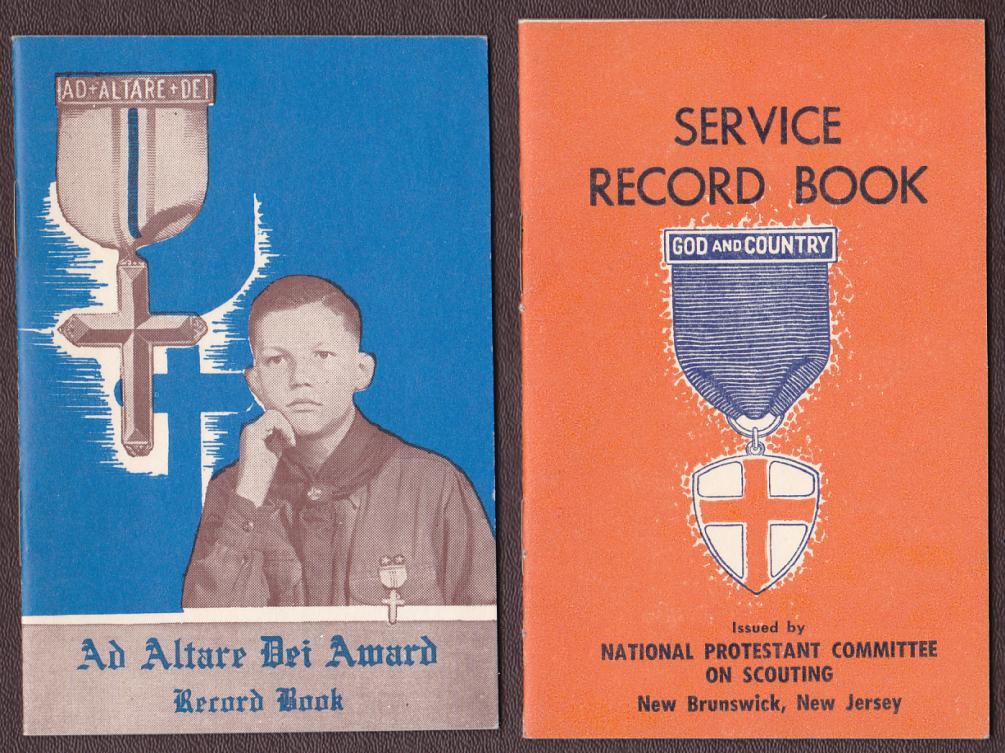 AD+ALTARE+DEI
Ad Altare Dei Award
Record Book
SERVICE
RECORD BOOK
GOD AND COUNTRY
Issued by
NATIONAL PROTESTANT COMMITTEE
ON SCOUTING
New Brunswick, New Jersey